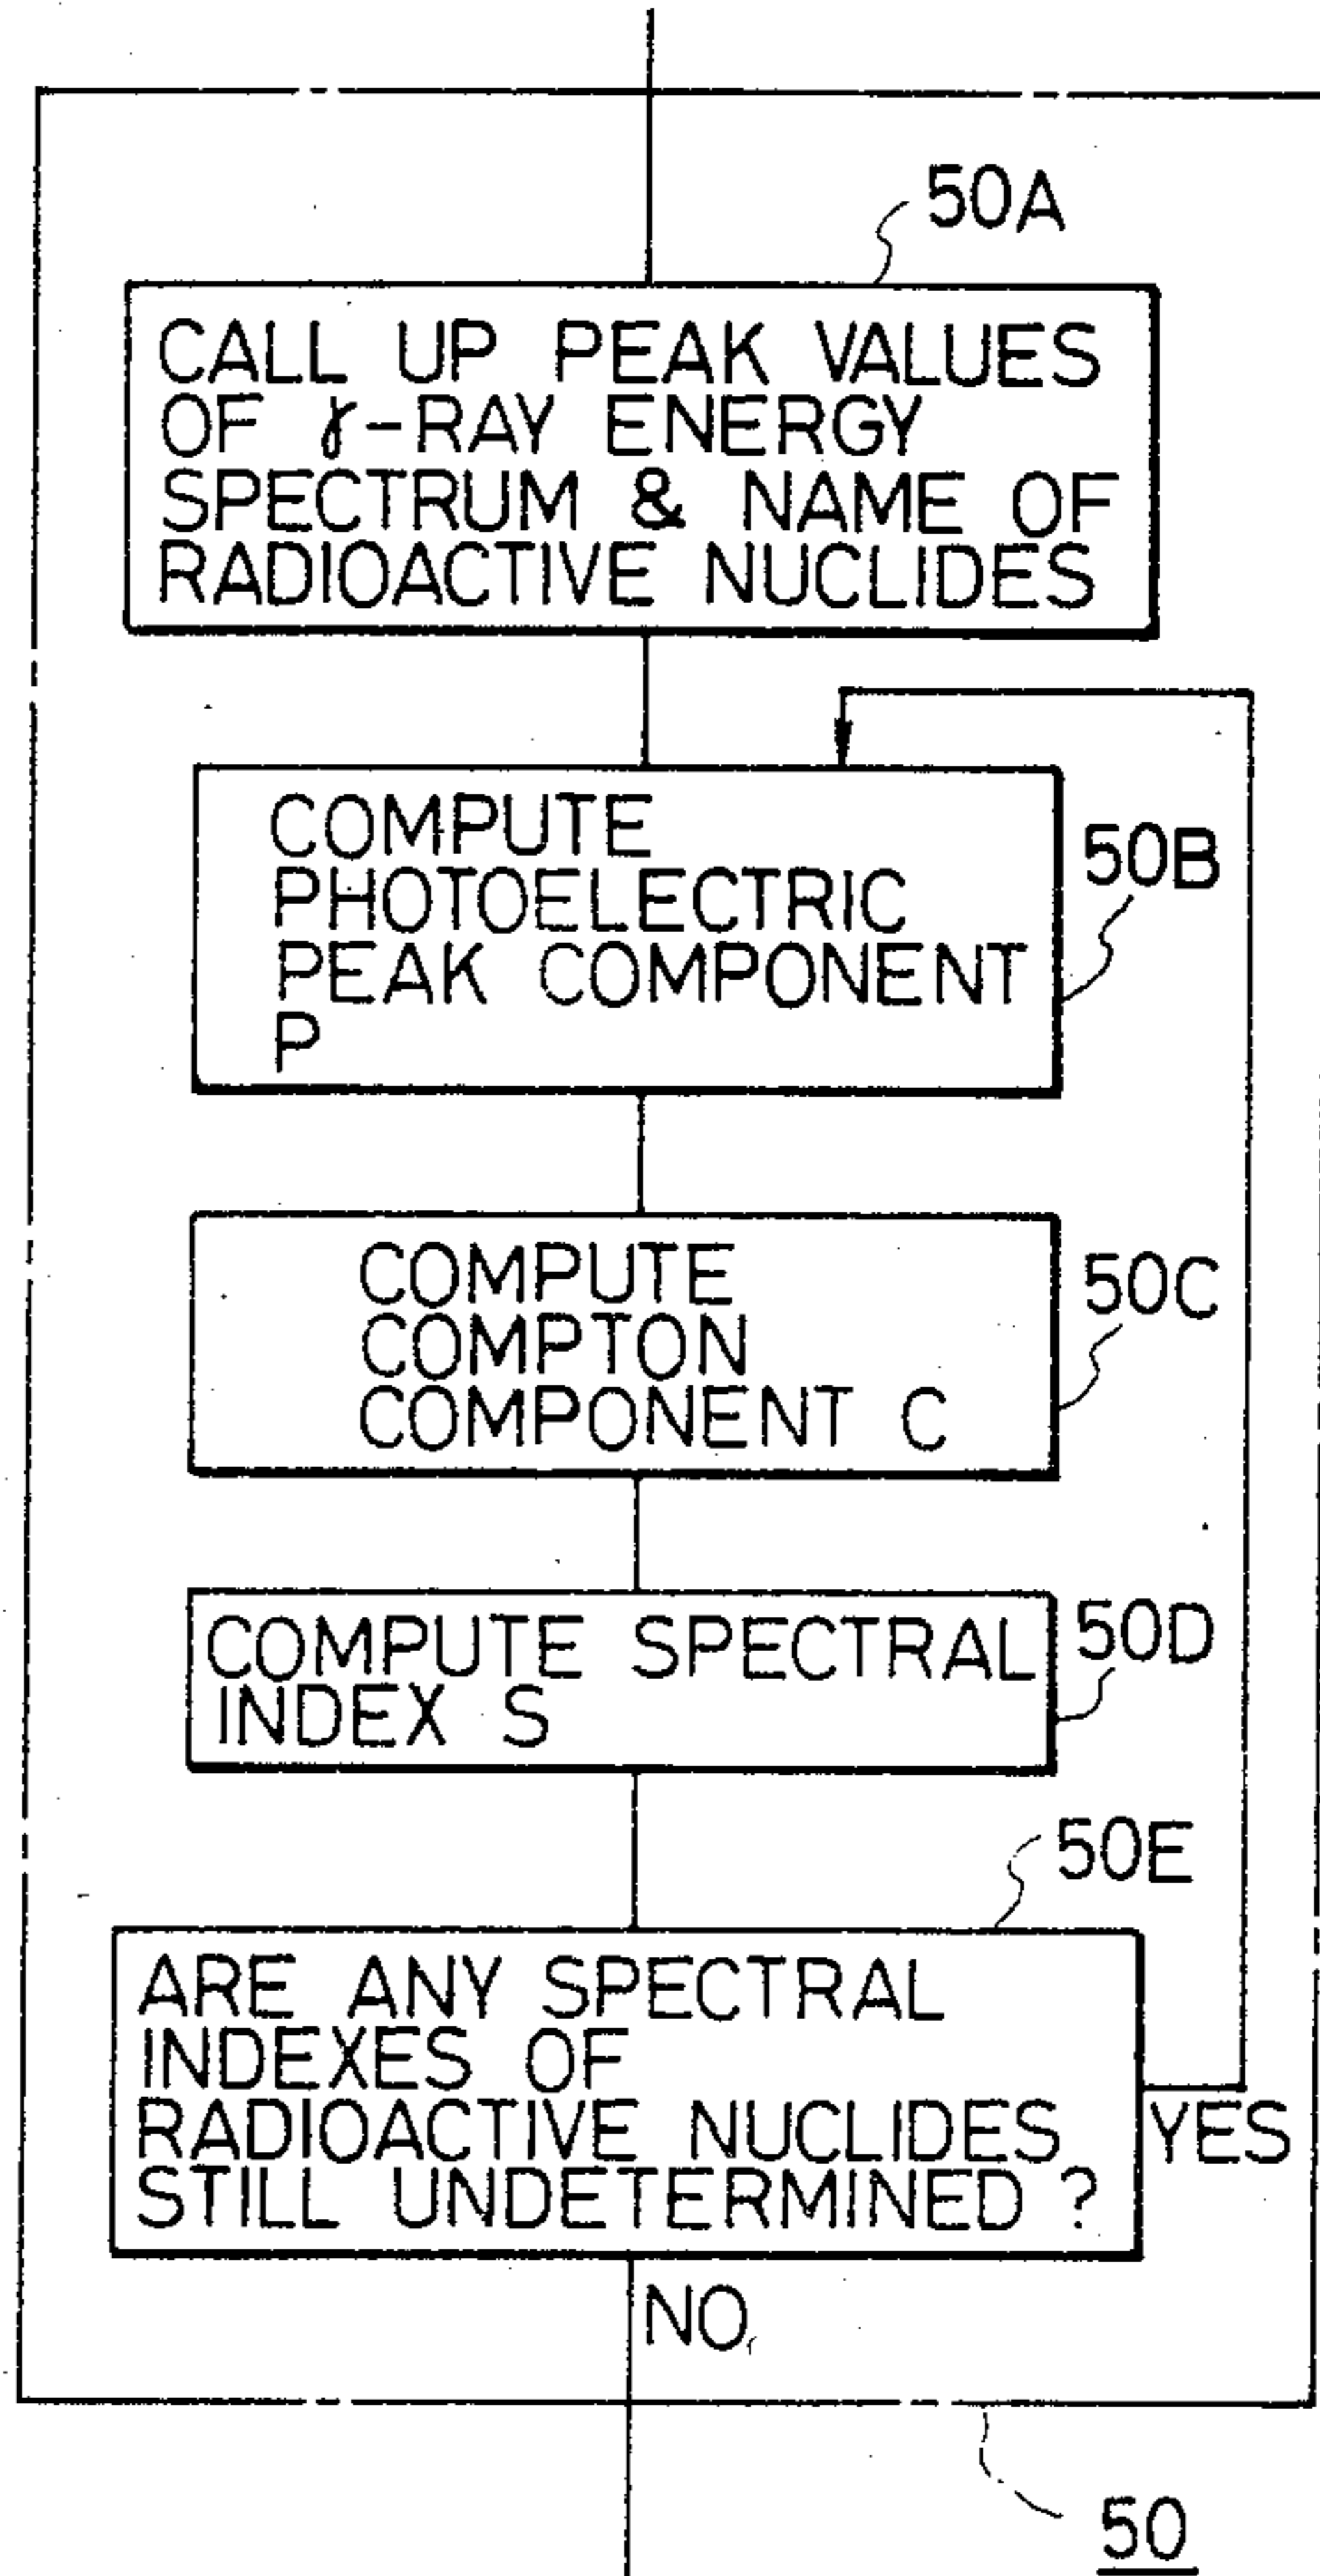 50A
CALL UP PEAK VALUES
OF γ-RAY ENERGY
SPECTRUM & NAME OF
RADIOACTIVE NUCLIDES
COMPUTE
PHOTOELECTRIC
PEAK COMPONENT
P
50B
COMPUTE
COMPTON
COMPONENT C
50C
COMPUTE SPECTRAL
INDEX S
50D
50E
ARE ANY SPECTRAL
INDEXES OF
RADIOACTIVE NUCLIDES
STILL UNDETERMINED ?
YES
NO
50